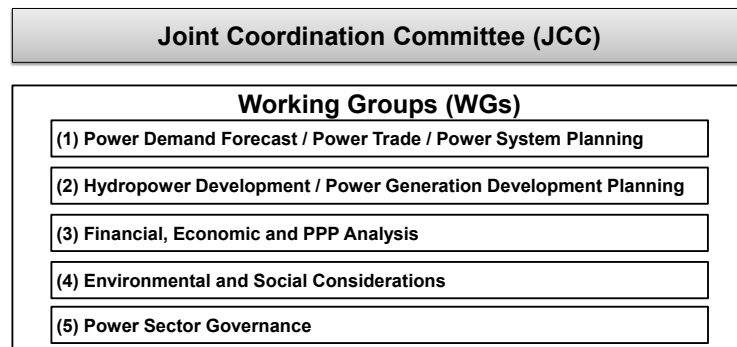 Joint Coordination Committee (JCC)
Working Groups (WGs)
(1) Power Demand Forecast / Power Trade / Power System Planning
(2) Hydropower Development / Power Generation Development Planning
(3) Financial, Economic and PPP Analysis
(4) Environmental and Social Considerations
(5) Power Sector Governance